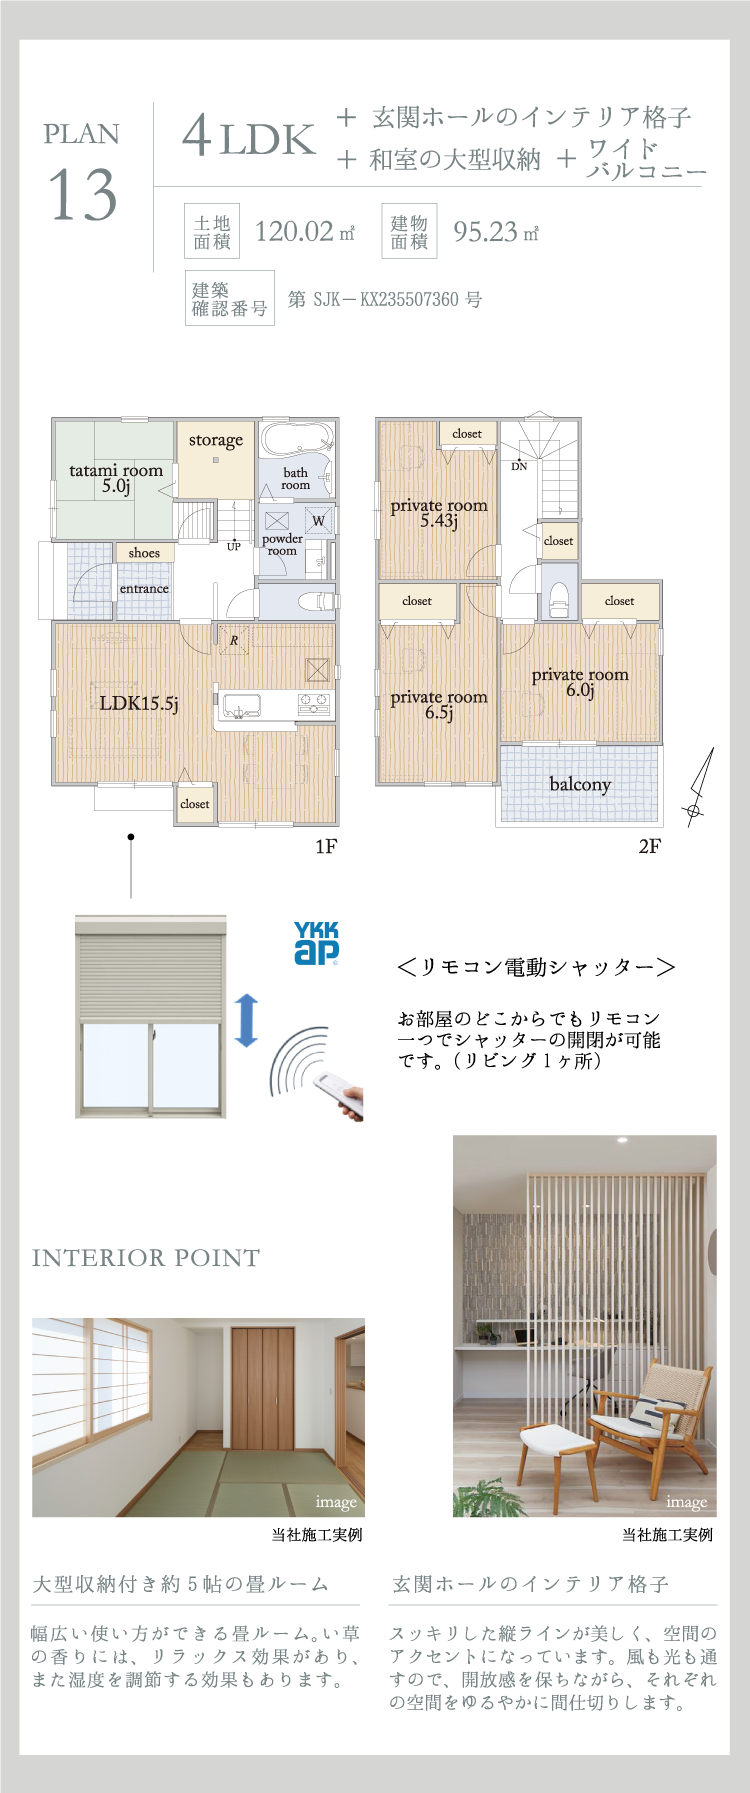 PLAN
13
4LDK
＋ 玄関ホールのインテリア格子
＋ 和室の大型収納 ＋ ワイド
バルコニー
土地
面積
120.02㎡
建物
面積
95.23㎡
建築
確認番号
第 SJK－KX235507360 号
tatami room
5.0j
storage
bath
room
W
powder
room
UP
shoes
entrance
R
LDK15.5j
closet
1F
closet
private room
5.43j
DN
closet
closet
closet
private room
6.5j
private room
6.0j
balcony
2F
YKK
ap
＜リモコン電動シャッター＞
お部屋のどこからでもリモコン
一つでシャッターの開閉が可能
です。（リビング１ヶ所）
INTERIOR POINT
image
当社施工実例
大型収納付き約５帖の畳ルーム
幅広い使い方ができる畳ルーム。い草
の香りには、リラックス効果があり、
また湿度を調節する効果もあります。
image
当社施工実例
玄関ホールのインテリア格子
スッキリした縦ラインが美しく、空間の
アクセントになっています。風も光も通
すので、開放感を保ちながら、それぞれ
の空間をゆるやかに間仕切りします。